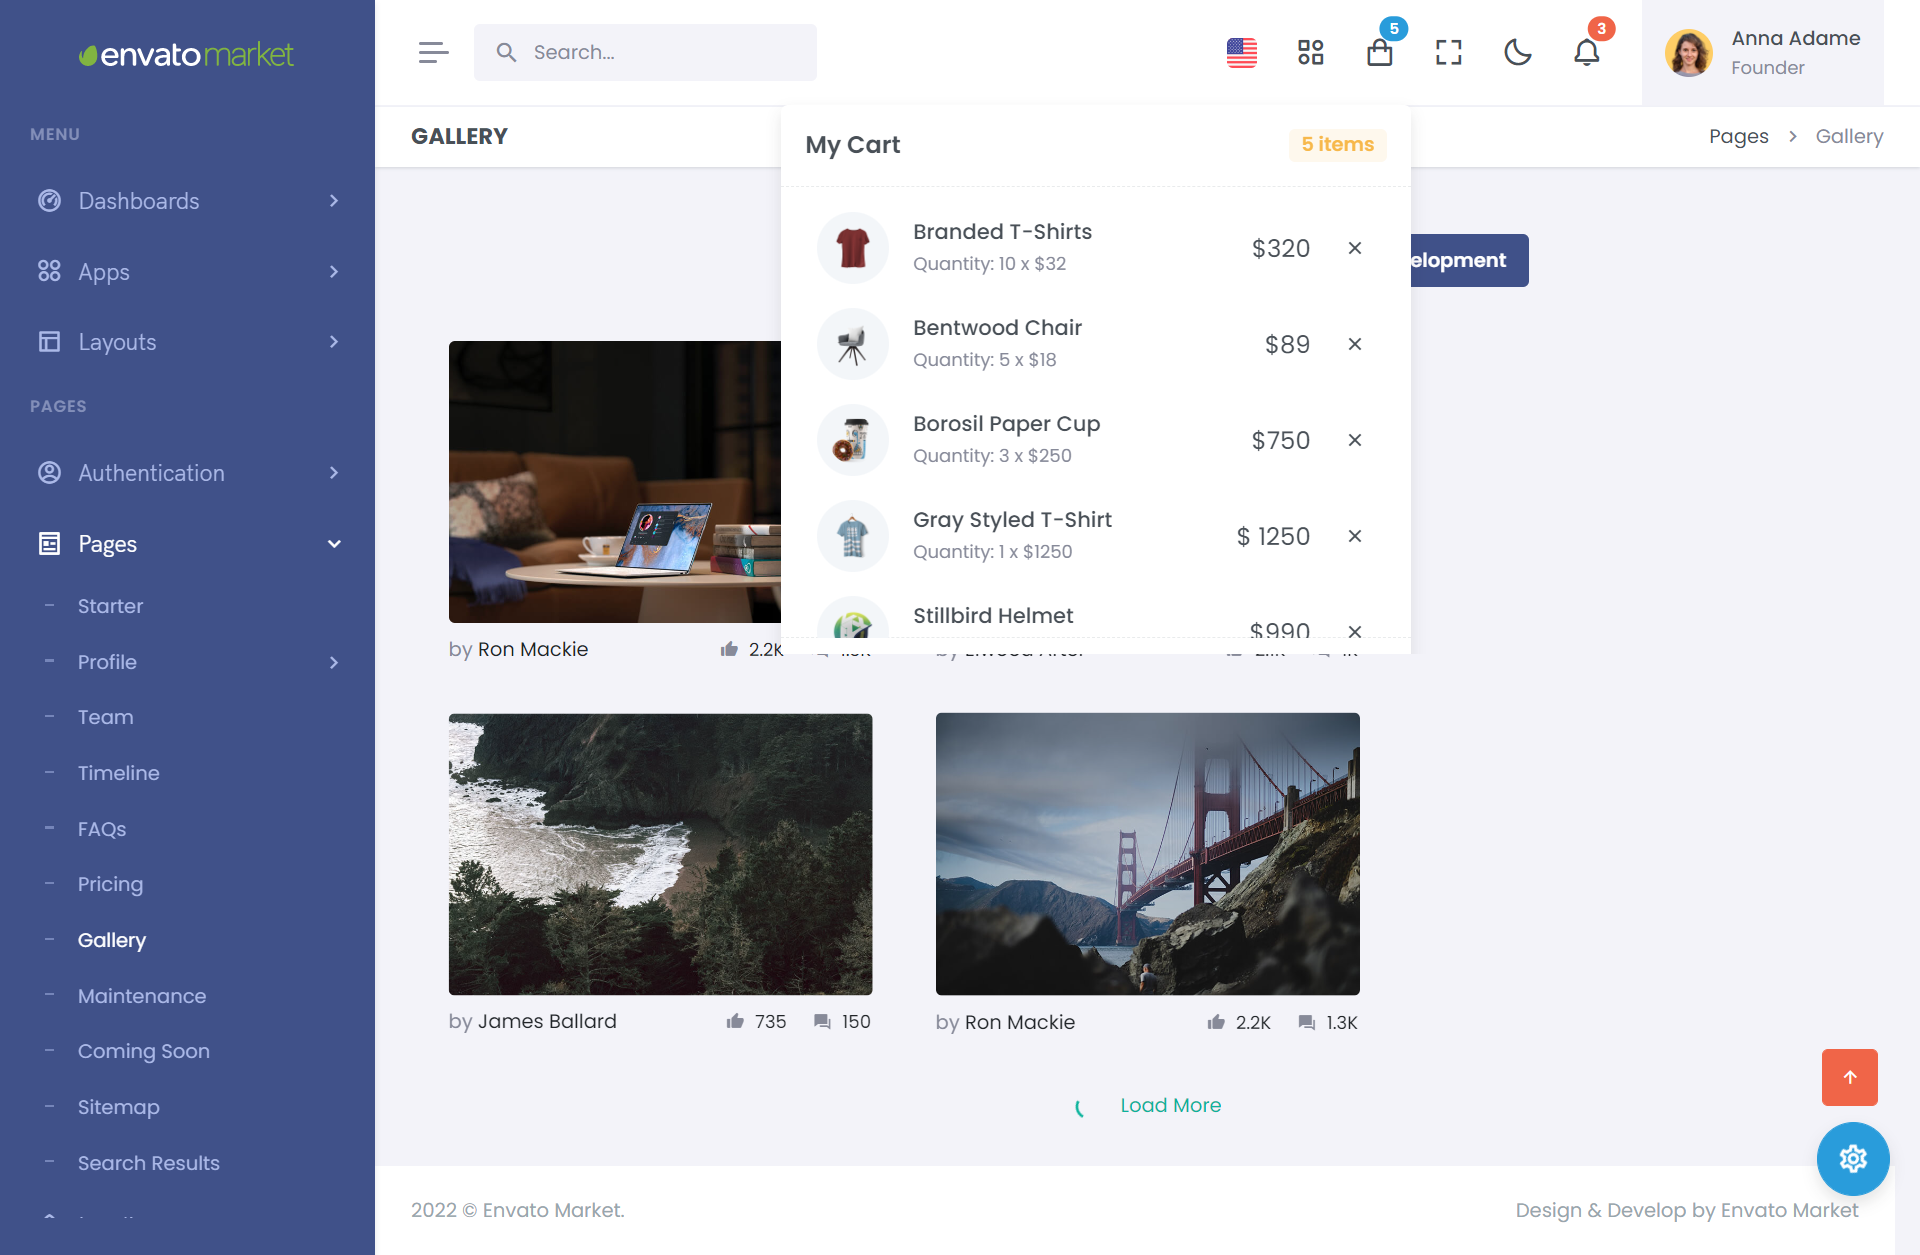 envato market
MENU
Dashboards
Apps
Layouts
PAGES
Authentication
Pages
Starter
Profile
Team
Timeline
FAQs
Pricing
Gallery
Maintenance
Coming Soon
Sitemap
Search Results
Search...
5
3
Anna Adame
Founder
GALLERY
Pages > Gallery
My Cart
5 items
Branded T-Shirts
Quantity: 10 x $32
$320
Bentwood Chair
Quantity: 5 x $18
$89
Borosil Paper Cup
Quantity: 3 x $250
$750
Gray Styled T-Shirt
Quantity: 1 x $1250
$ 1250
Stillbird Helmet
$990
elopment
by Ron Mackie 2.2K
by James Ballard 735 150
by Ron Mackie 2.2K 1.3K
Load More
2022 © Envato Market.
Design & Develop by Envato Market